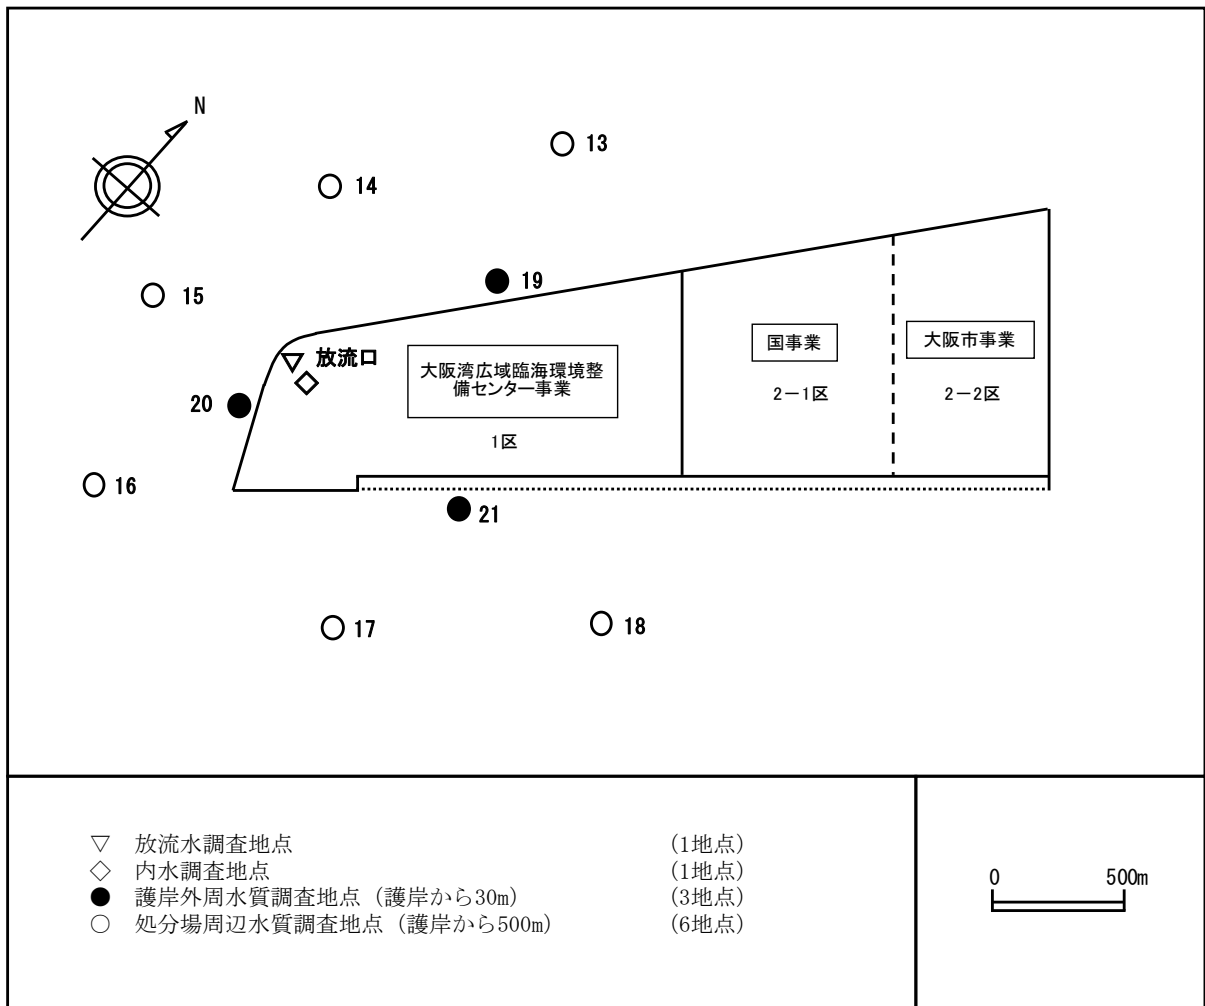 N
13
14
15
19
放流口
国事業
大阪市事業
大阪湾広域臨海環境整
備センター事業
2－1区
2－2区
20
1区
16
21
17
18
▽ 放流水調査地点 (1地点)
◇ 内水調査地点 (1地点)
● 護岸外周水質調査地点（護岸から30m） (3地点)
○ 処分場周辺水質調査地点（護岸から500m） (6地点)
0 500m